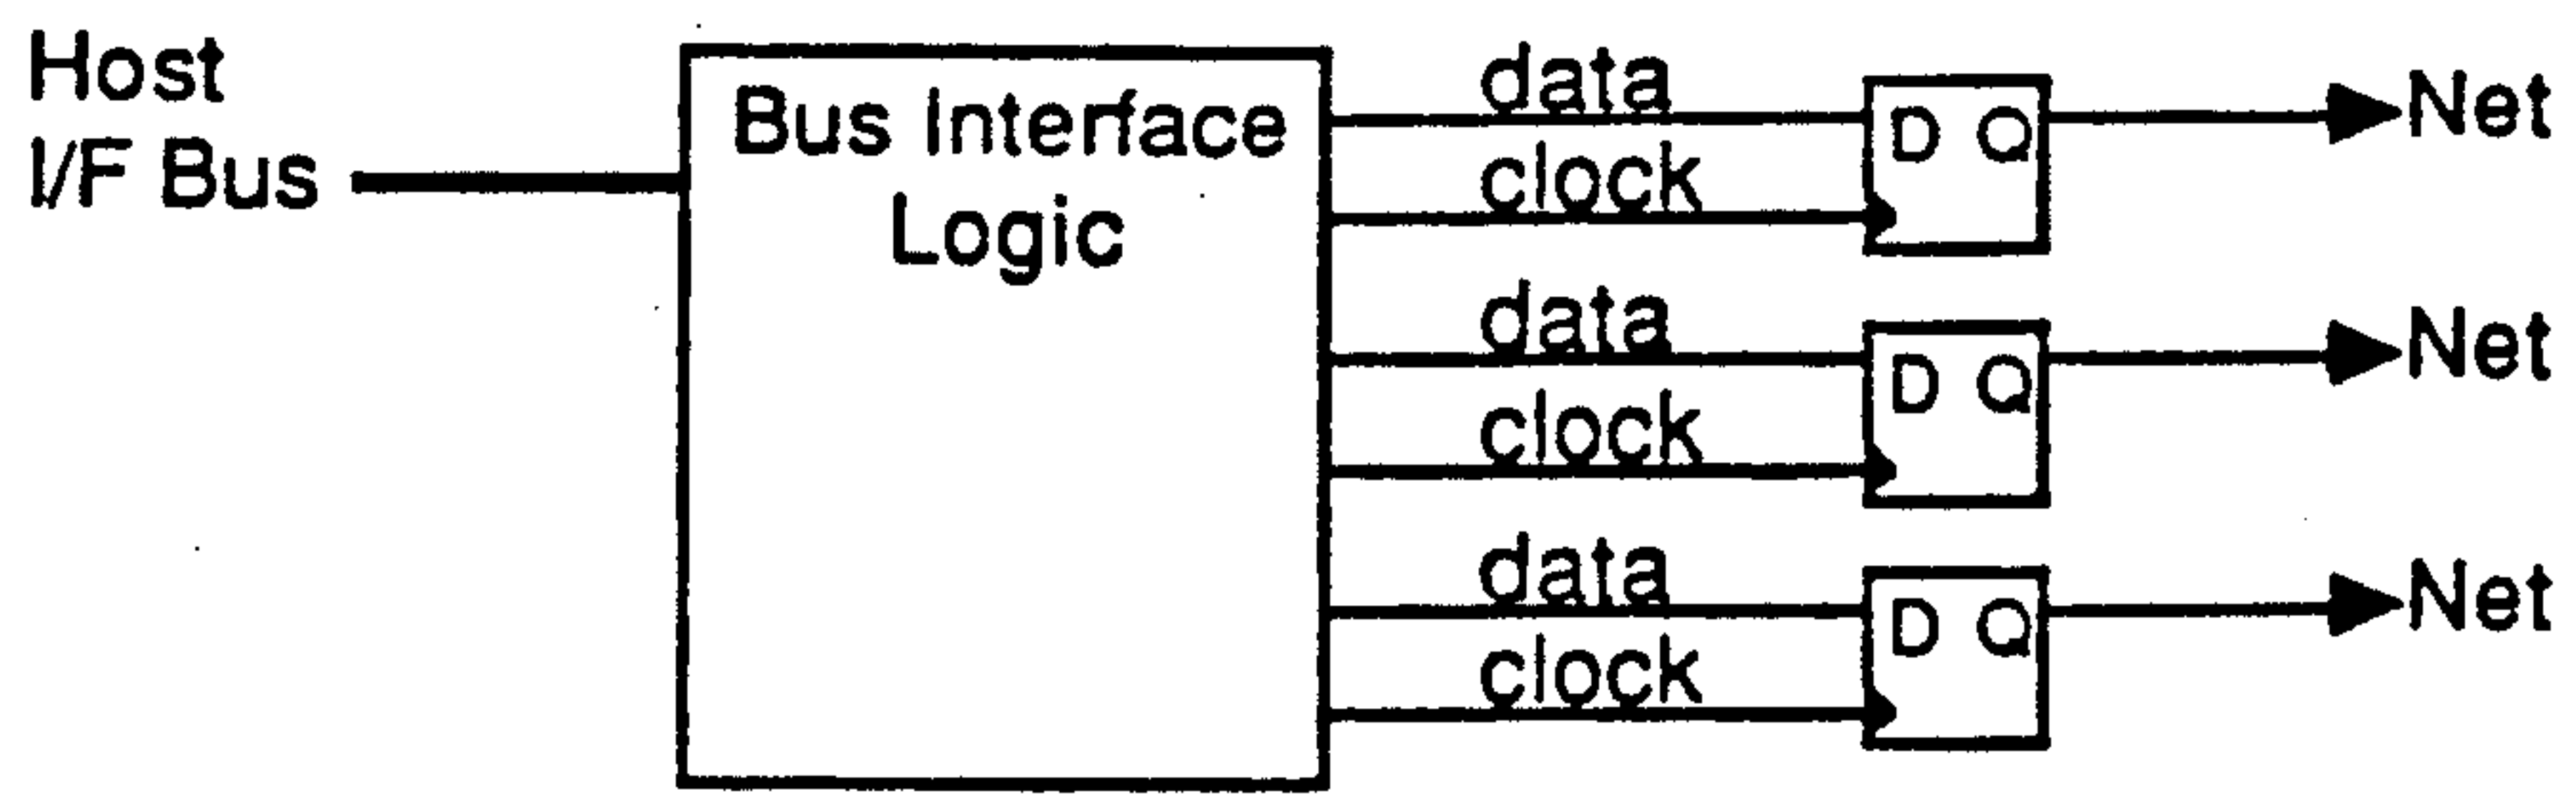 Host
I/F Bus
Bus Interface
Logic
data
clock
D Q
Net
data
clock
D Q
Net
data
clock
D Q
Net